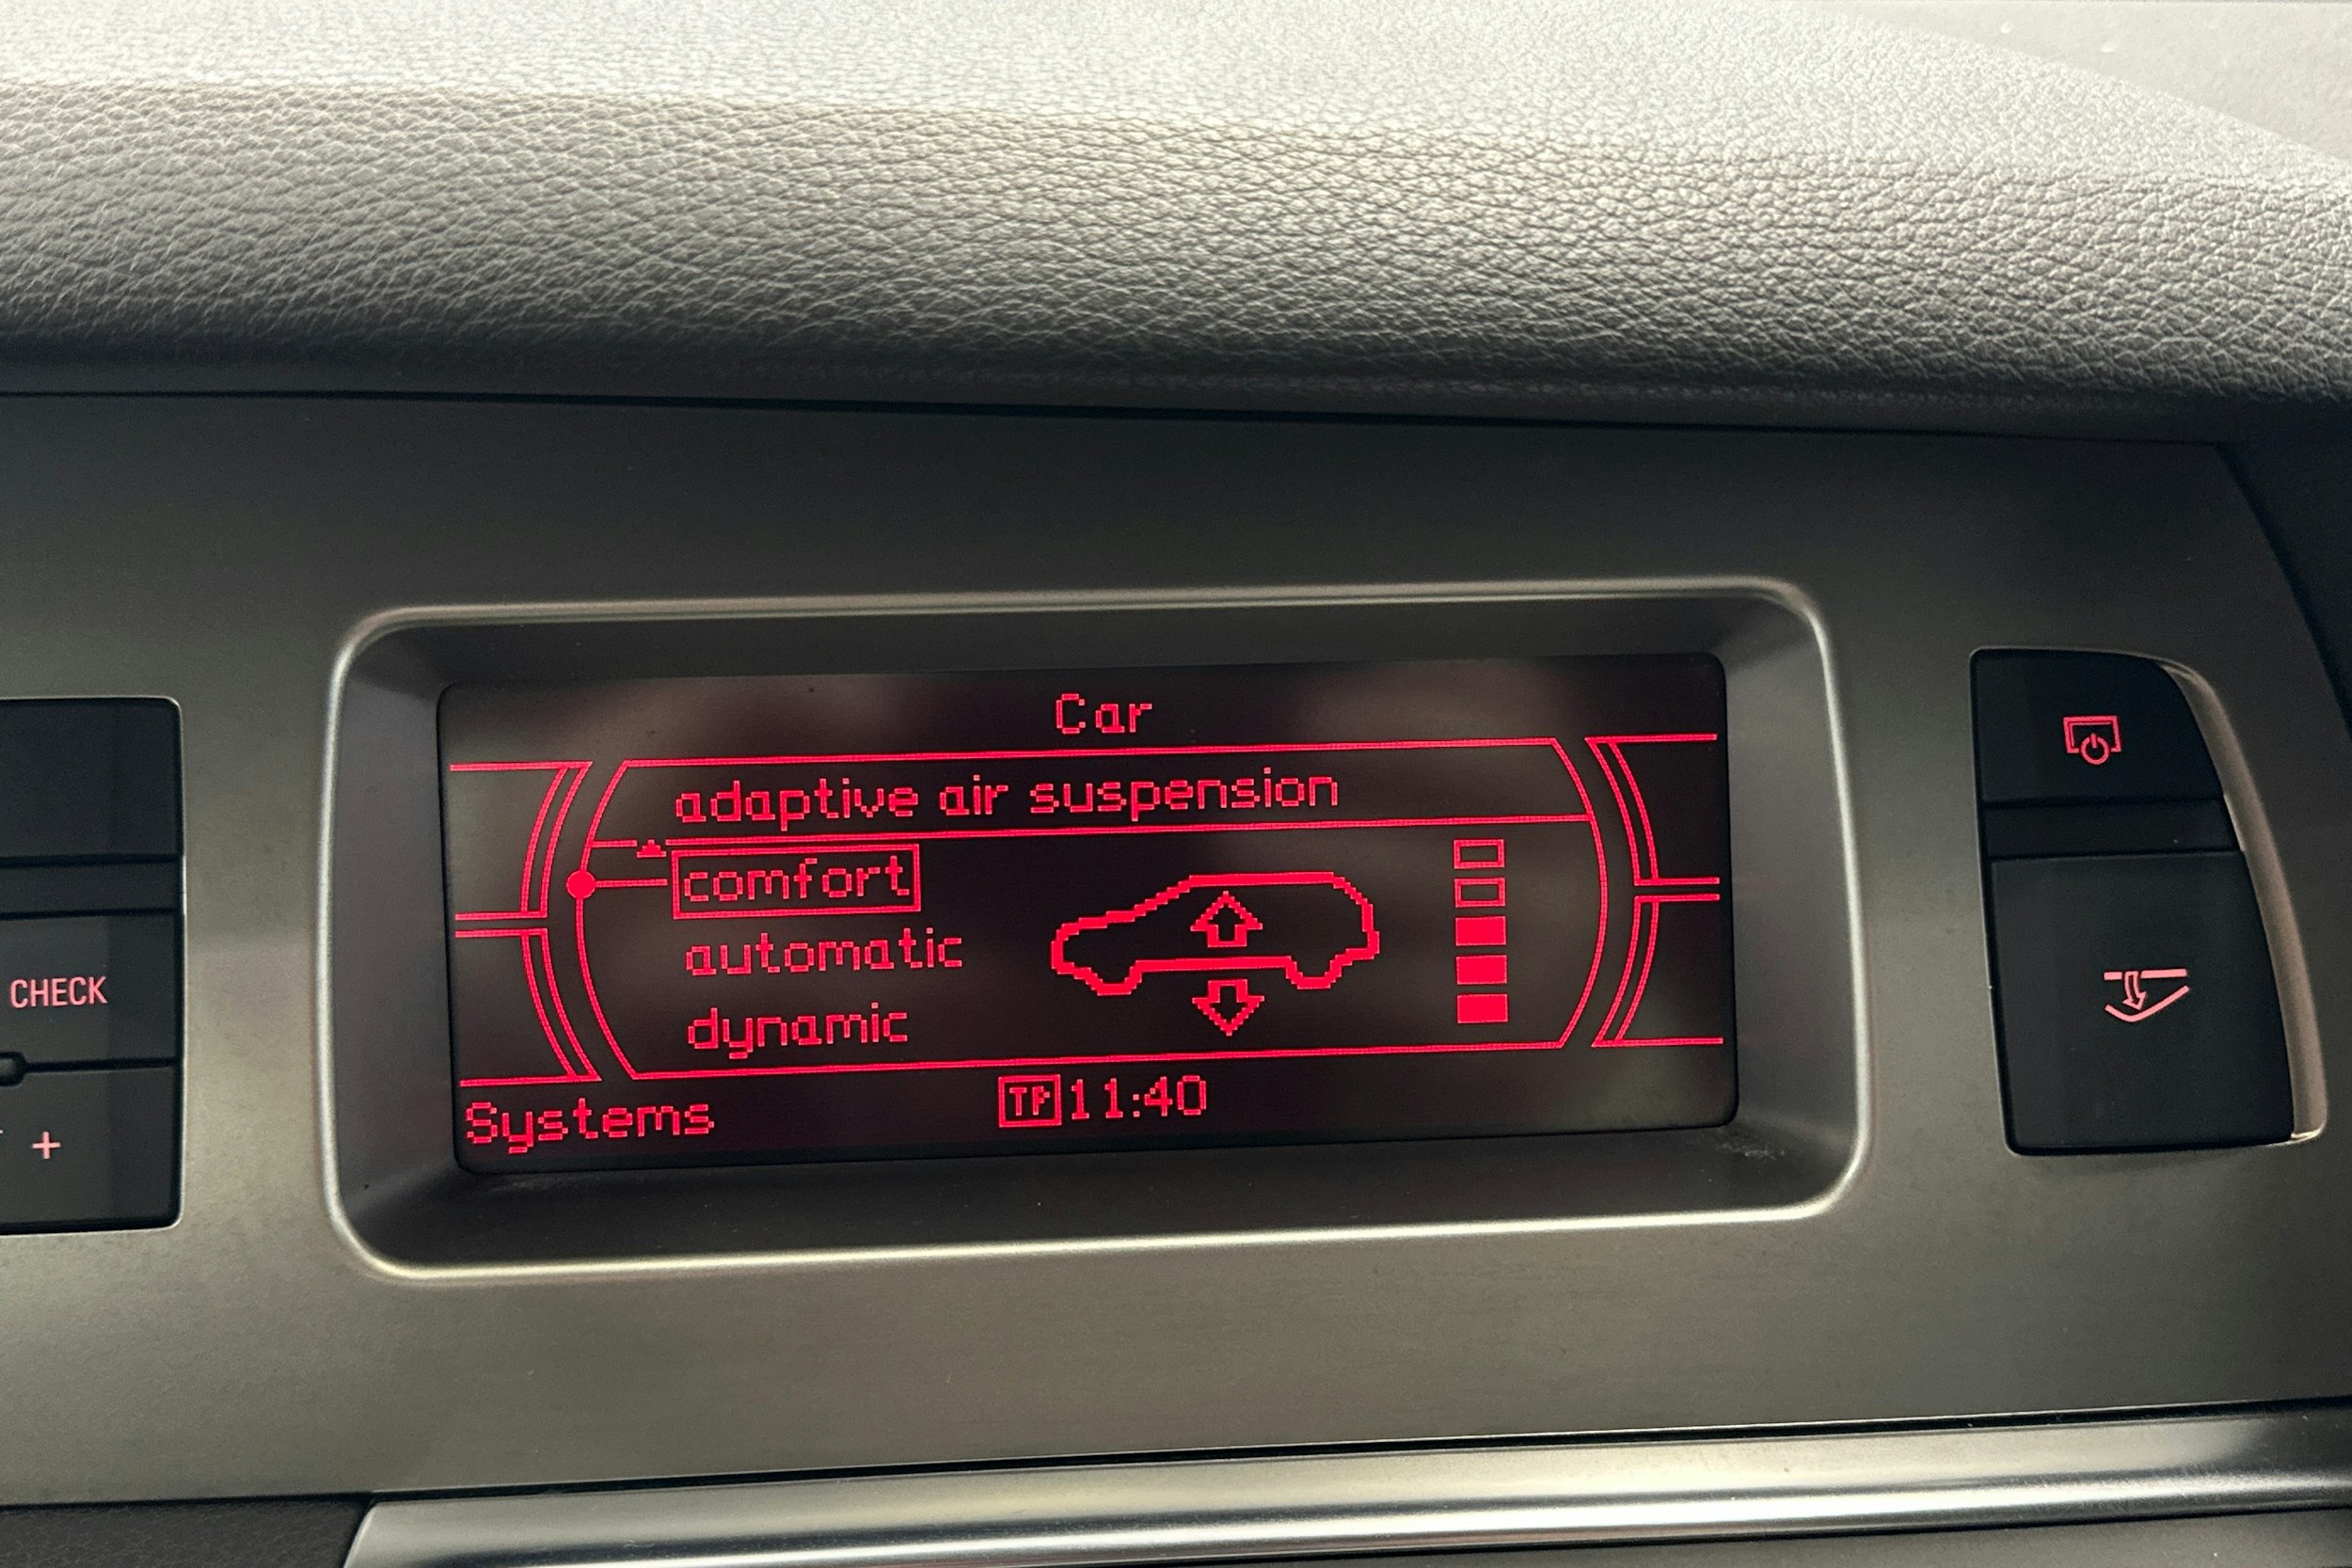 Car
adaptive air suspension
comfort
automatic
dynamic
Systems
TP 11:40
CHECK
+